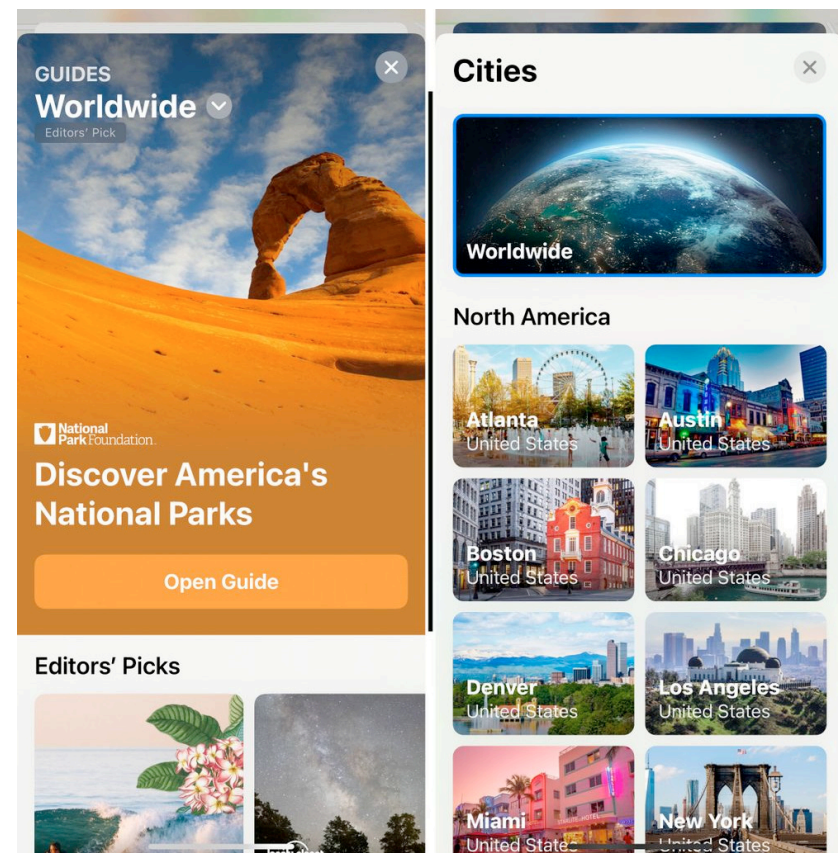 GUIDES
Worldwide
Editors' Pick
National
Park Foundation.
Discover America's
National Parks
Open Guide
Editors' Picks
Cities
Worldwide
North America
Atlanta
United States
Austin
United States
Boston
United States
Chicago
United States
Denver
United States
Los Angeles
United States
Miami
United States
New York
United States